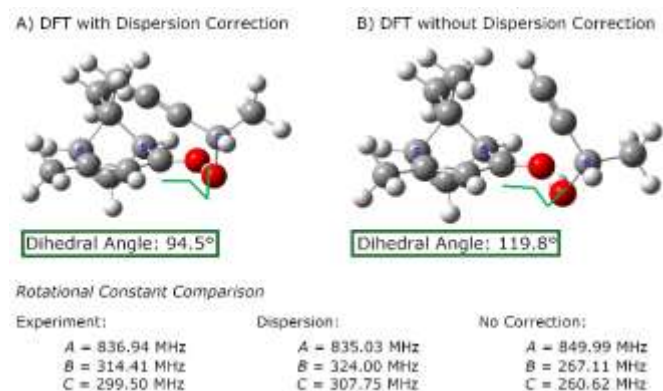 A) DFT with Dispersion Correction
B) DFT without Dispersion Correction
Dihedral Angle: 94.5°
Dihedral Angle: 119.8°
Rotational Constant Comparison
Experiment:
A = 836.94 MHz
B = 314.41 MHz
C = 299.50 MHz
Dispersion:
A = 835.03 MHz
B = 324.00 MHz
C = 307.75 MHz
No Correction:
A = 849.99 MHz
B = 267.11 MHz
C = 260.62 MHz